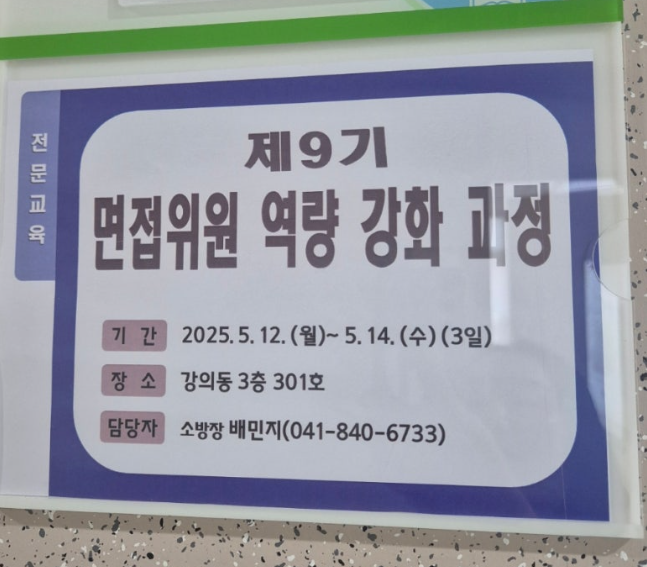 전문교육
제9기
면접위원 역량 강화 과정
기 간 2025. 5. 12. (월)~ 5. 14. (수) (3일)
장 소 강의동 3층 301호
담당자 소방장 배민지(041-840-6733)